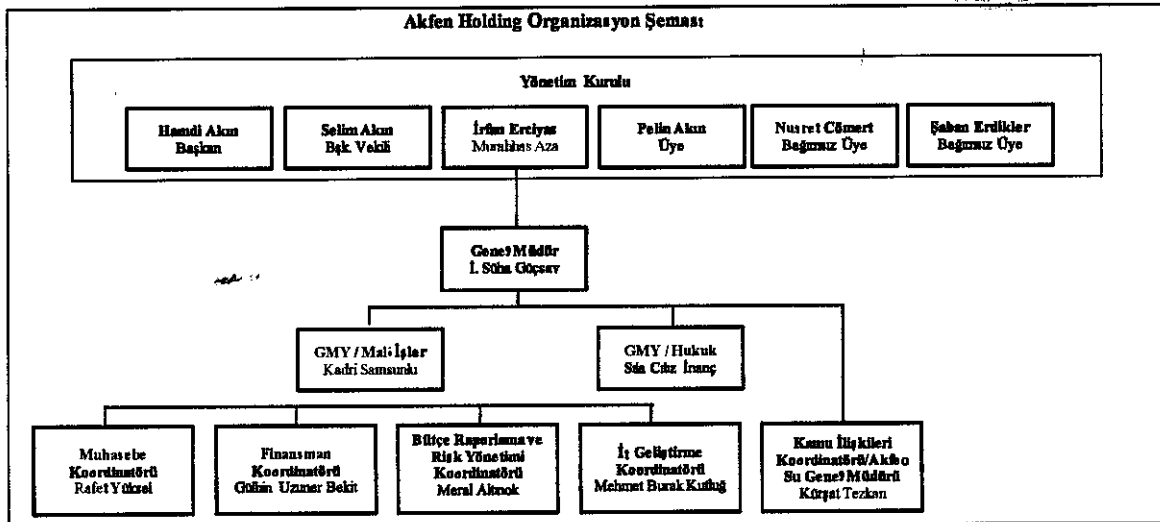 Akfen Holding Organizasyon Şeması
Yönetim Kurulu
Hamdi Akın
Başkan
Selim Akın
Bşk. Vekili
İrfan Erciyas
Murahhas Aza
Pelin Akın
Üye
Nusret Cömert
Bağımsız Üye
Şaban Erdikler
Bağımsız Üye
Genel Müdür
İ. Süha Güçsav
GMY / Mali İşler
Kadri Samsunlu
GMY / Hukuk
Sıla Cılız İnanç
Muhasebe
Koordinatörü
Rafet Yüksel
Finansman
Koordinatörü
Gülbin Uzuner Bekit
Bütçe Raporlama ve
Risk Yönetimi
Koordinatörü
Meral Altınok
İş Geliştirme
Koordinatörü
Mehmet Burak Kutluğ
Kamu İlişkileri
Koordinatörü/Akfen
Su Genel Müdürü
Kürşat Tezkan